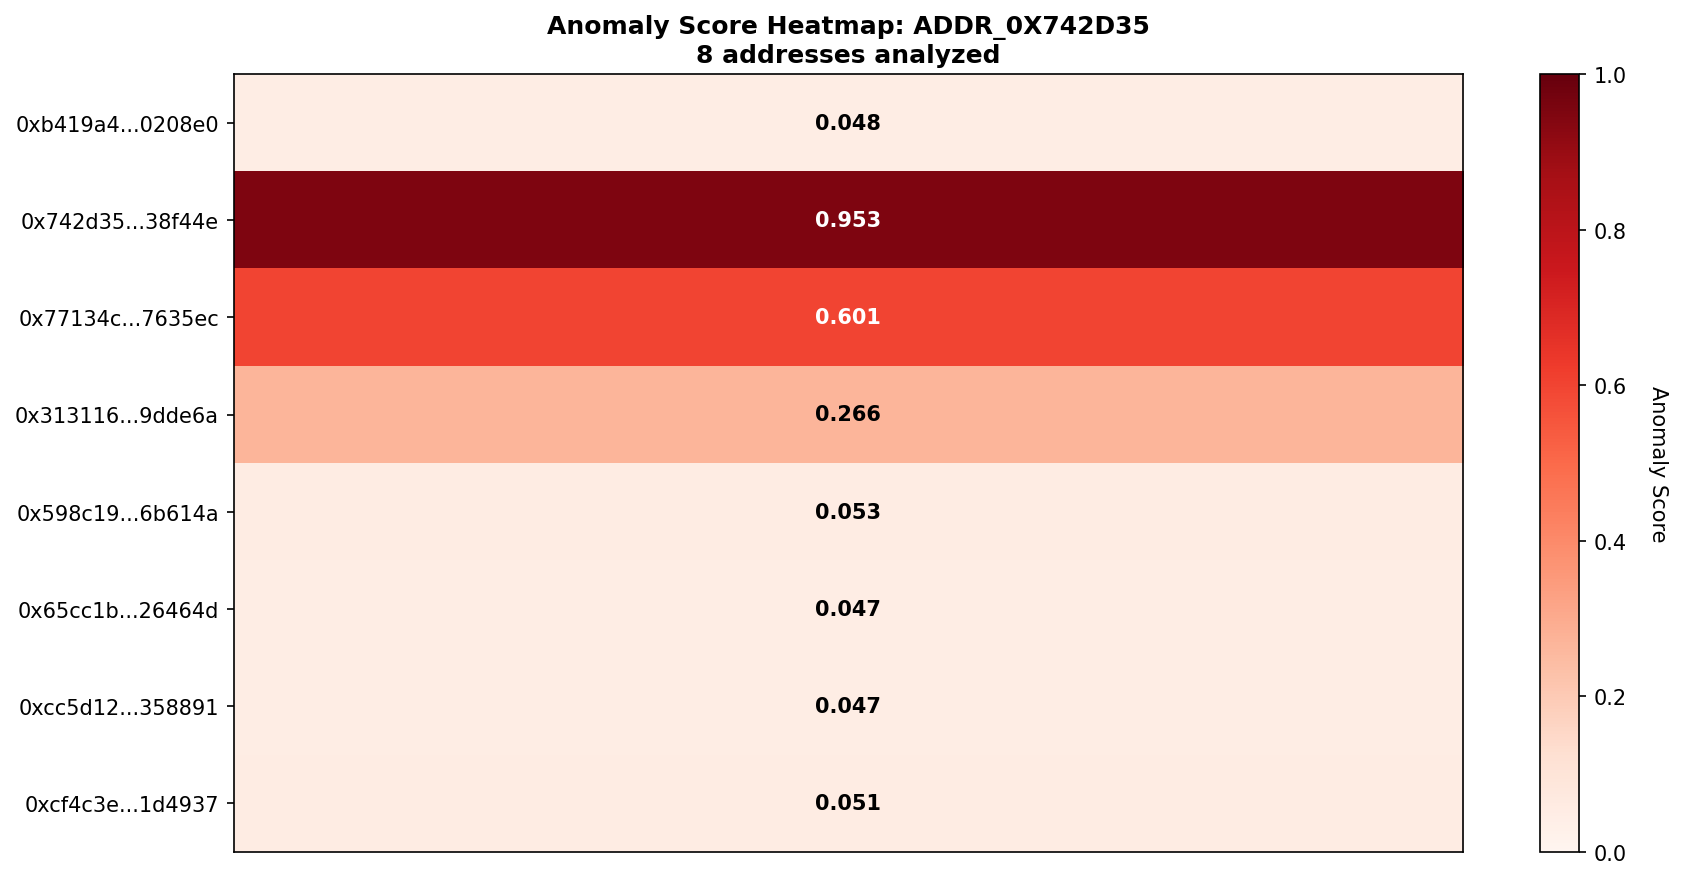 Anomaly Score Heatmap: ADDR_0X742D35
8 addresses analyzed
0xb419a4...0208e0
0.048
0x742d35...38f44e
0.953
0x77134c...7635ec
0.601
0x313116...9dde6a
0.266
0x598c19...6b614a
0.053
0x65cc1b...26464d
0.047
0xcc5d12...358891
0.047
0xcf4c3e...1d4937
0.051
1.0
0.8
0.6
0.4
0.2
0.0
Anomaly Score